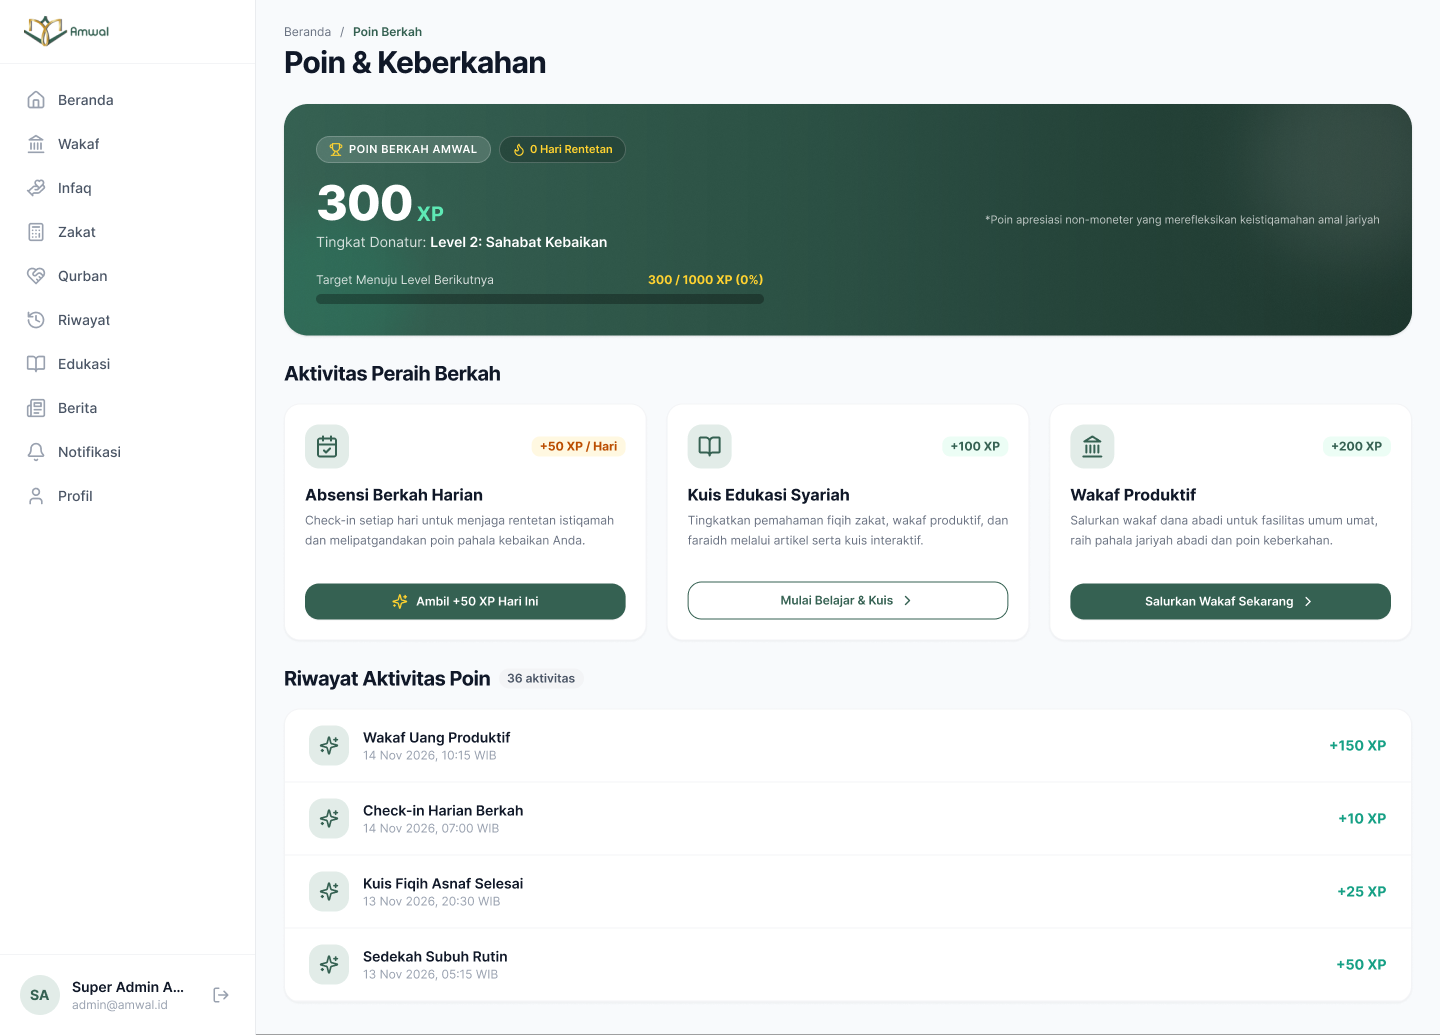 Amwal
Beranda
Wakaf
Infaq
Zakat
Qurban
Riwayat
Edukasi
Berita
Notifikasi
Profil
SA
Super Admin A...
admin@amwal.id
Beranda / Poin Berkah
Poin & Keberkahan
POIN BERKAH AMWAL
0 Hari Rentetan
300 XP
Tingkat Donatur: Level 2: Sahabat Kebaikan
Target Menuju Level Berikutnya
300 / 1000 XP (0%)
*Poin apresiasi non-moneter yang merefleksikan keistiqamahan amal jariyah
Aktivitas Peraih Berkah
+50 XP / Hari
Absensi Berkah Harian
Check-in setiap hari untuk menjaga rentetan istiqamah
dan melipatgandakan poin pahala kebaikan Anda.
Ambil +50 XP Hari Ini
+100 XP
Kuis Edukasi Syariah
Tingkatkan pemahaman fiqih zakat, wakaf produktif, dan
faraidh melalui artikel serta kuis interaktif.
Mulai Belajar & Kuis
+200 XP
Wakaf Produktif
Salurkan wakaf dana abadi untuk fasilitas umum umat,
raih pahala jariyah abadi dan poin keberkahan.
Salurkan Wakaf Sekarang
Riwayat Aktivitas Poin
36 aktivitas
Wakaf Uang Produktif
14 Nov 2026, 10:15 WIB
+150 XP
Check-in Harian Berkah
14 Nov 2026, 07:00 WIB
+10 XP
Kuis Fiqih Asnaf Selesai
13 Nov 2026, 20:30 WIB
+25 XP
Sedekah Subuh Rutin
13 Nov 2026, 05:15 WIB
+50 XP